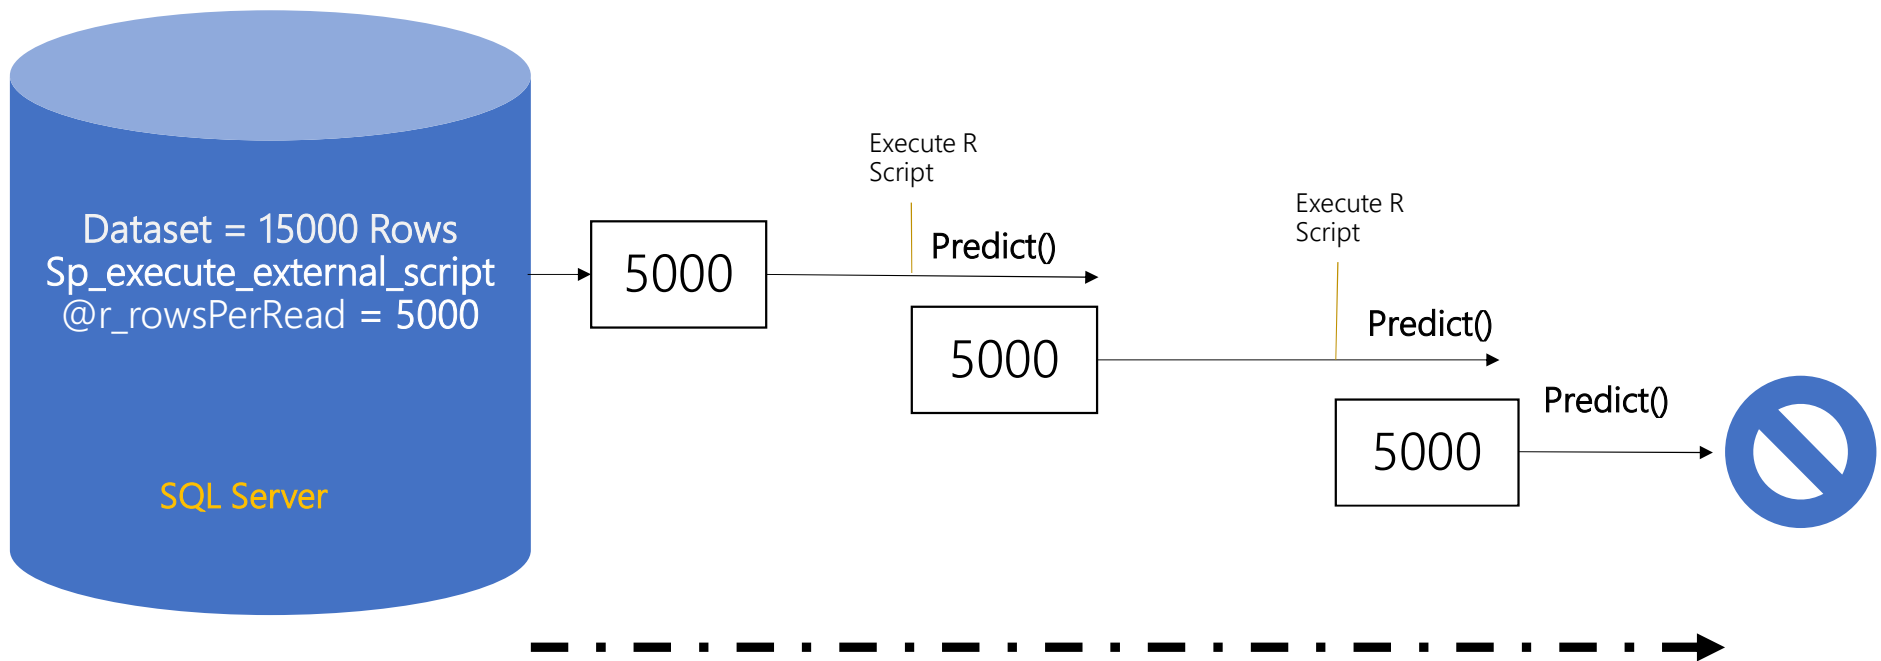 Dataset = 15000 Rows
Sp_execute_external_script
@r_rowsPerRead = 5000
SQL Server
5000
Execute R
Script
Predict()
5000
Execute R
Script
Predict()
5000
Predict()